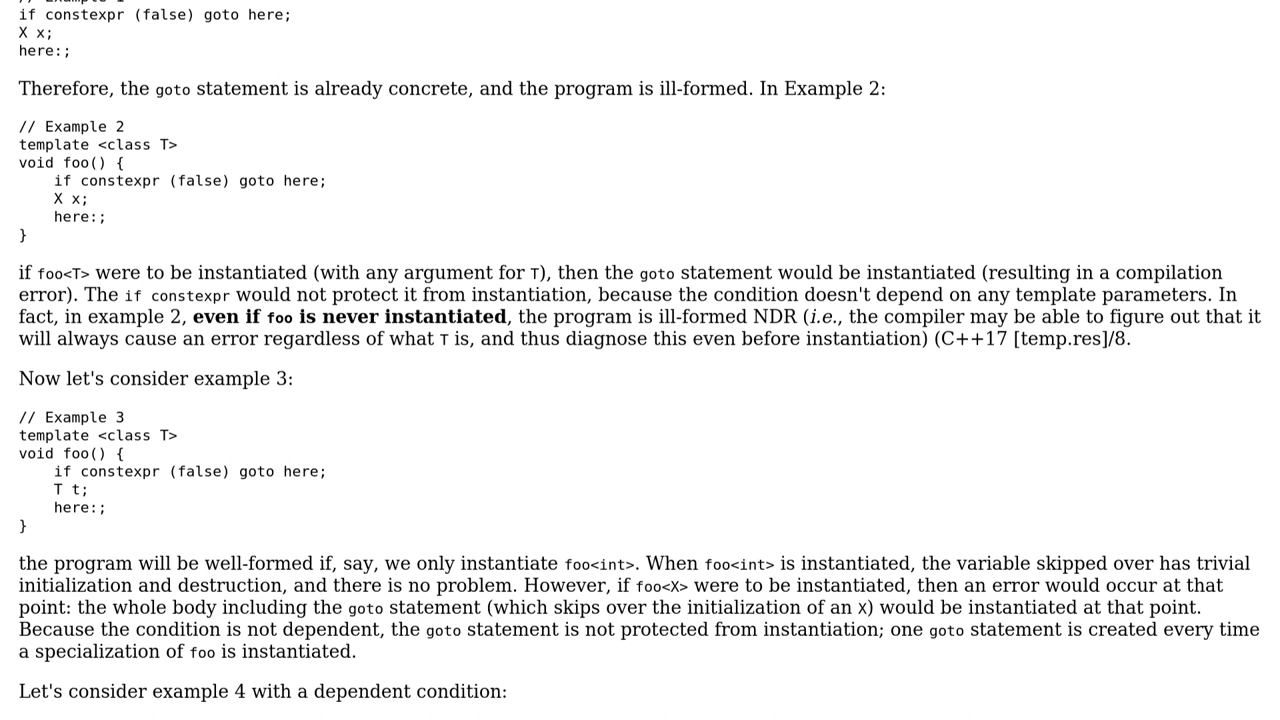 // Example 1
if constexpr (false) goto here;
X x;
here:;
Therefore, the goto statement is already concrete, and the program is ill-formed. In Example 2:
// Example 2
template <class T>
void foo() {
    if constexpr (false) goto here;
    X x;
    here:;
}
if foo<T> were to be instantiated (with any argument for T), then the goto statement would be instantiated (resulting in a compilation
error). The if constexpr would not protect it from instantiation, because the condition doesn't depend on any template parameters. In
fact, in example 2, even if foo is never instantiated, the program is ill-formed NDR (i.e., the compiler may be able to figure out that it
will always cause an error regardless of what T is, and thus diagnose this even before instantiation) (C++17 [temp.res]/8.
Now let's consider example 3:
// Example 3
template <class T>
void foo() {
    if constexpr (false) goto here;
    T t;
    here:;
}
the program will be well-formed if, say, we only instantiate foo<int>. When foo<int> is instantiated, the variable skipped over has trivial
initialization and destruction, and there is no problem. However, if foo<X> were to be instantiated, then an error would occur at that
point: the whole body including the goto statement (which skips over the initialization of an X) would be instantiated at that point.
Because the condition is not dependent, the goto statement is not protected from instantiation; one goto statement is created every time
a specialization of foo is instantiated.
Let's consider example 4 with a dependent condition: